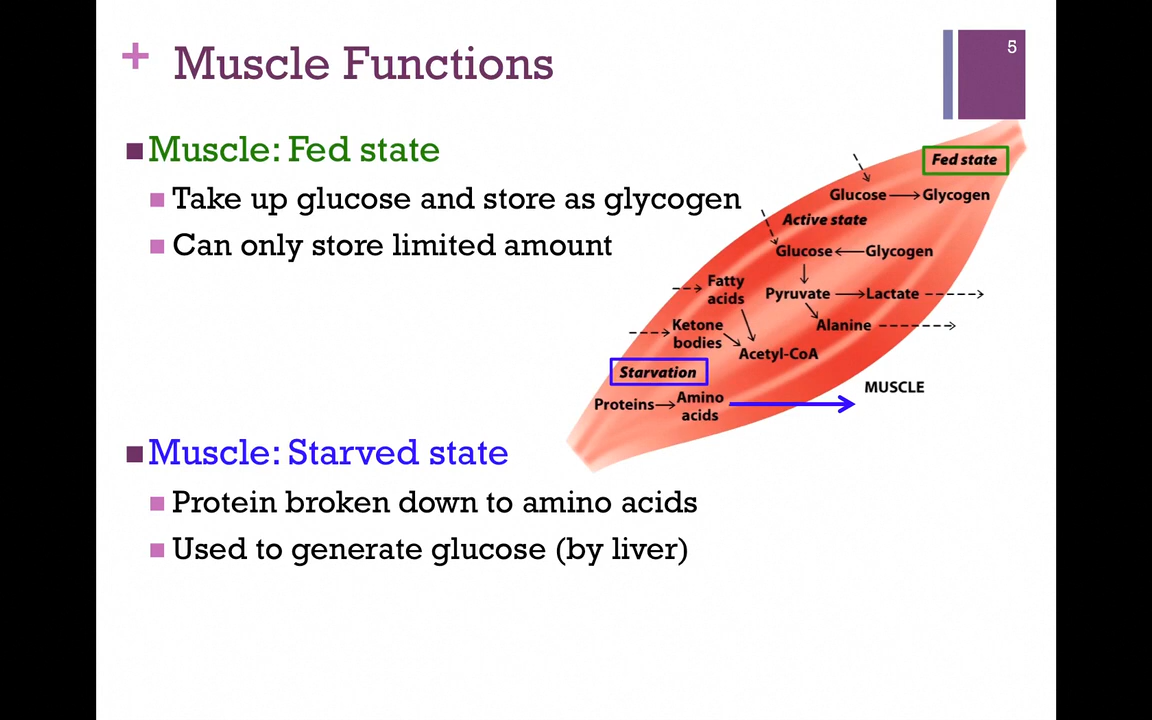 5
+ Muscle Functions
Muscle: Fed state
Take up glucose and store as glycogen
Can only store limited amount
Fed state
Glucose Glycogen
Active state
Glucose Glycogen
Fatty
acids
Pyruvate Lactate
Ketone
bodies
Alanine
Acetyl-CoA
Starvation
Proteins Amino
acids
MUSCLE
Muscle: Starved state
Protein broken down to amino acids
Used to generate glucose (by liver)